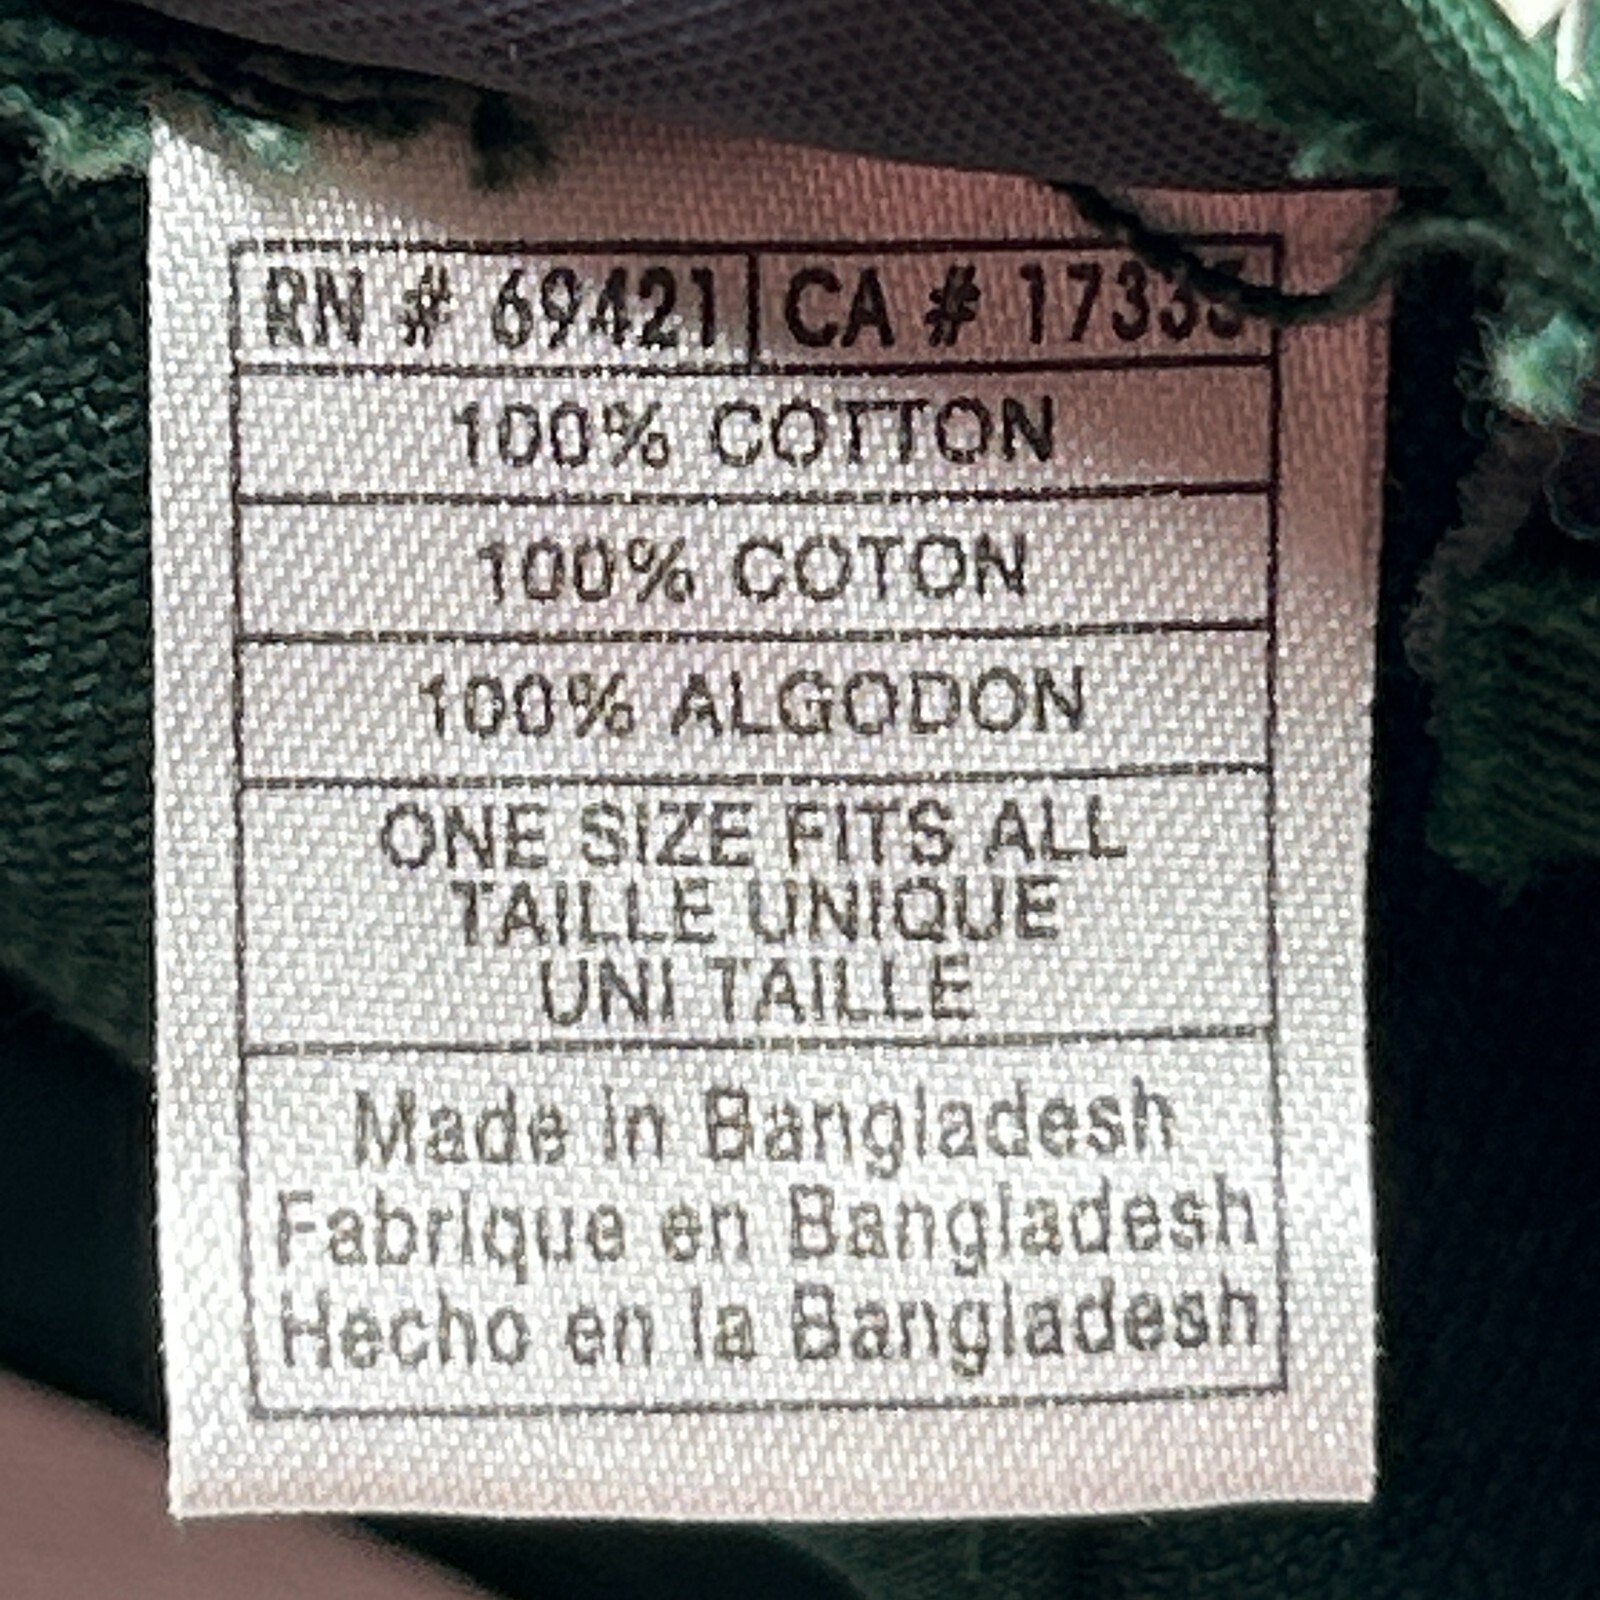 RN # 69421 CA # 17335
100% COTTON
100% COTON
100% ALGODON
ONE SIZE FITS ALL
TAILLE UNIQUE
UNI TAILLE
Made in Bangladesh
Fabrique en Bangladesh
Hecho en la Bangladesh